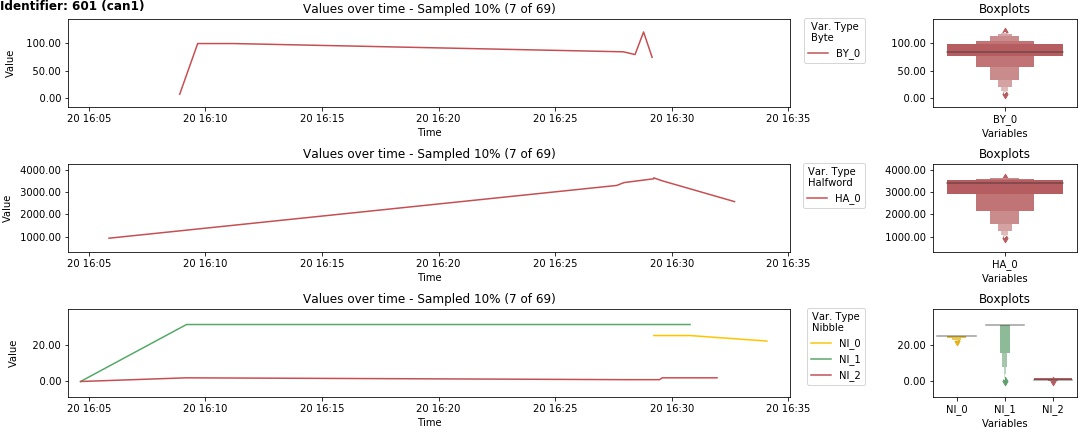 Identifier: 601 (can1)
Values over time - Sampled 10% (7 of 69)
Boxplots
Value
100.00
50.00
0.00
20 16:05
20 16:10
20 16:15
20 16:20
20 16:25
20 16:30
20 16:35
Time
Var. Type
Byte
BY_0
100.00
50.00
0.00
BY_0
Variables
Values over time - Sampled 10% (7 of 69)
Boxplots
Value
4000.00
3000.00
2000.00
1000.00
20 16:05
20 16:10
20 16:15
20 16:20
20 16:25
20 16:30
20 16:35
Time
Var. Type
Halfword
HA_0
4000.00
3000.00
2000.00
1000.00
HA_0
Variables
Values over time - Sampled 10% (7 of 69)
Boxplots
Value
20.00
0.00
20 16:05
20 16:10
20 16:15
20 16:20
20 16:25
20 16:30
20 16:35
Time
Var. Type
Nibble
NI_0
NI_1
NI_2
20.00
0.00
NI_0
NI_1
NI_2
Variables